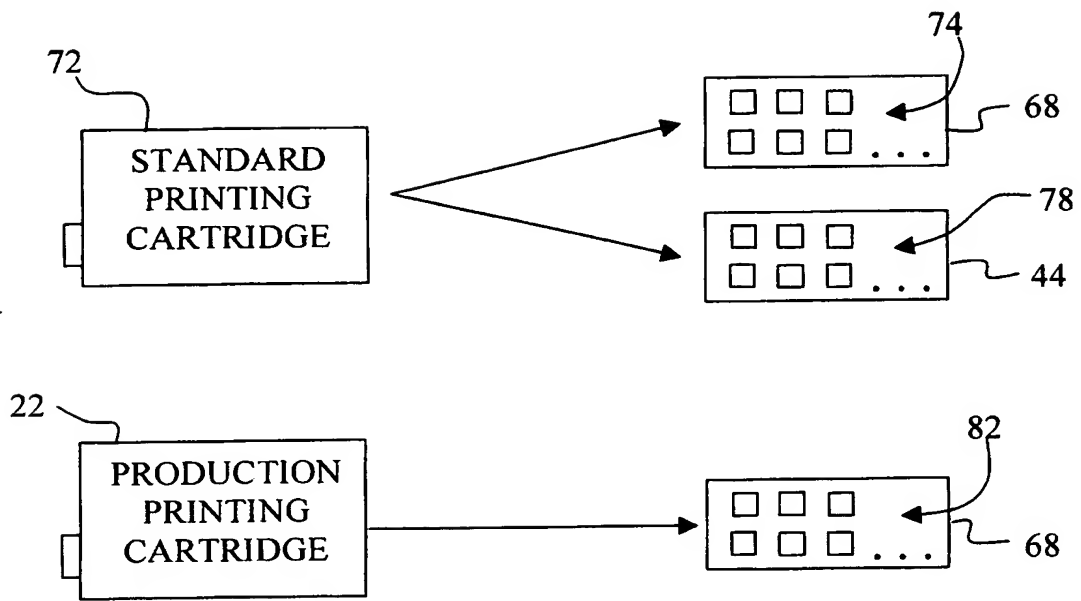 72
STANDARD
PRINTING
CARTRIDGE
74
68
. . .
78
44
. . .
22
PRODUCTION
PRINTING
CARTRIDGE
82
68
. . .